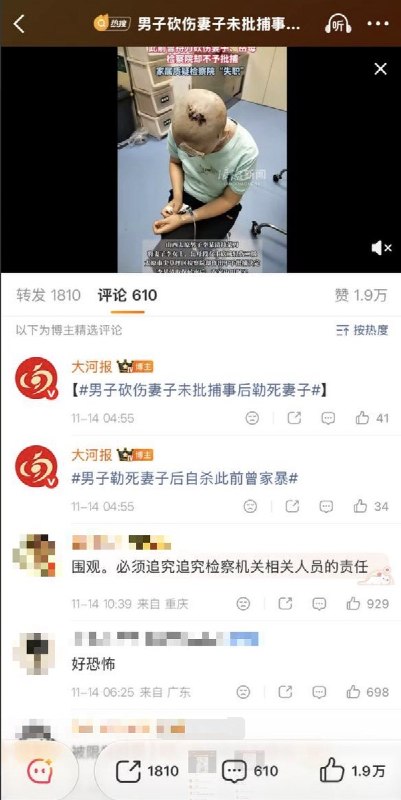 热搜 男子砍伤妻子未批捕事... 听
检察院却不予批捕
家属质疑检察院“失职”
转发 1810 评论 610 赞 1.9万
以下为博主精选评论 按热度
大河报 博主
【#男子砍伤妻子未批捕事后勒死妻子#】
11-14 04:55 41
大河报 博主
#男子勒死妻子后自杀此前曾家暴#
11-14 04:55 34
围观。必须追究追究检察机关相关人员的责任
11-14 10:39 来自 重庆 929
好恐怖
11-14 06:25 来自 广东 698
1810 610 1.9万